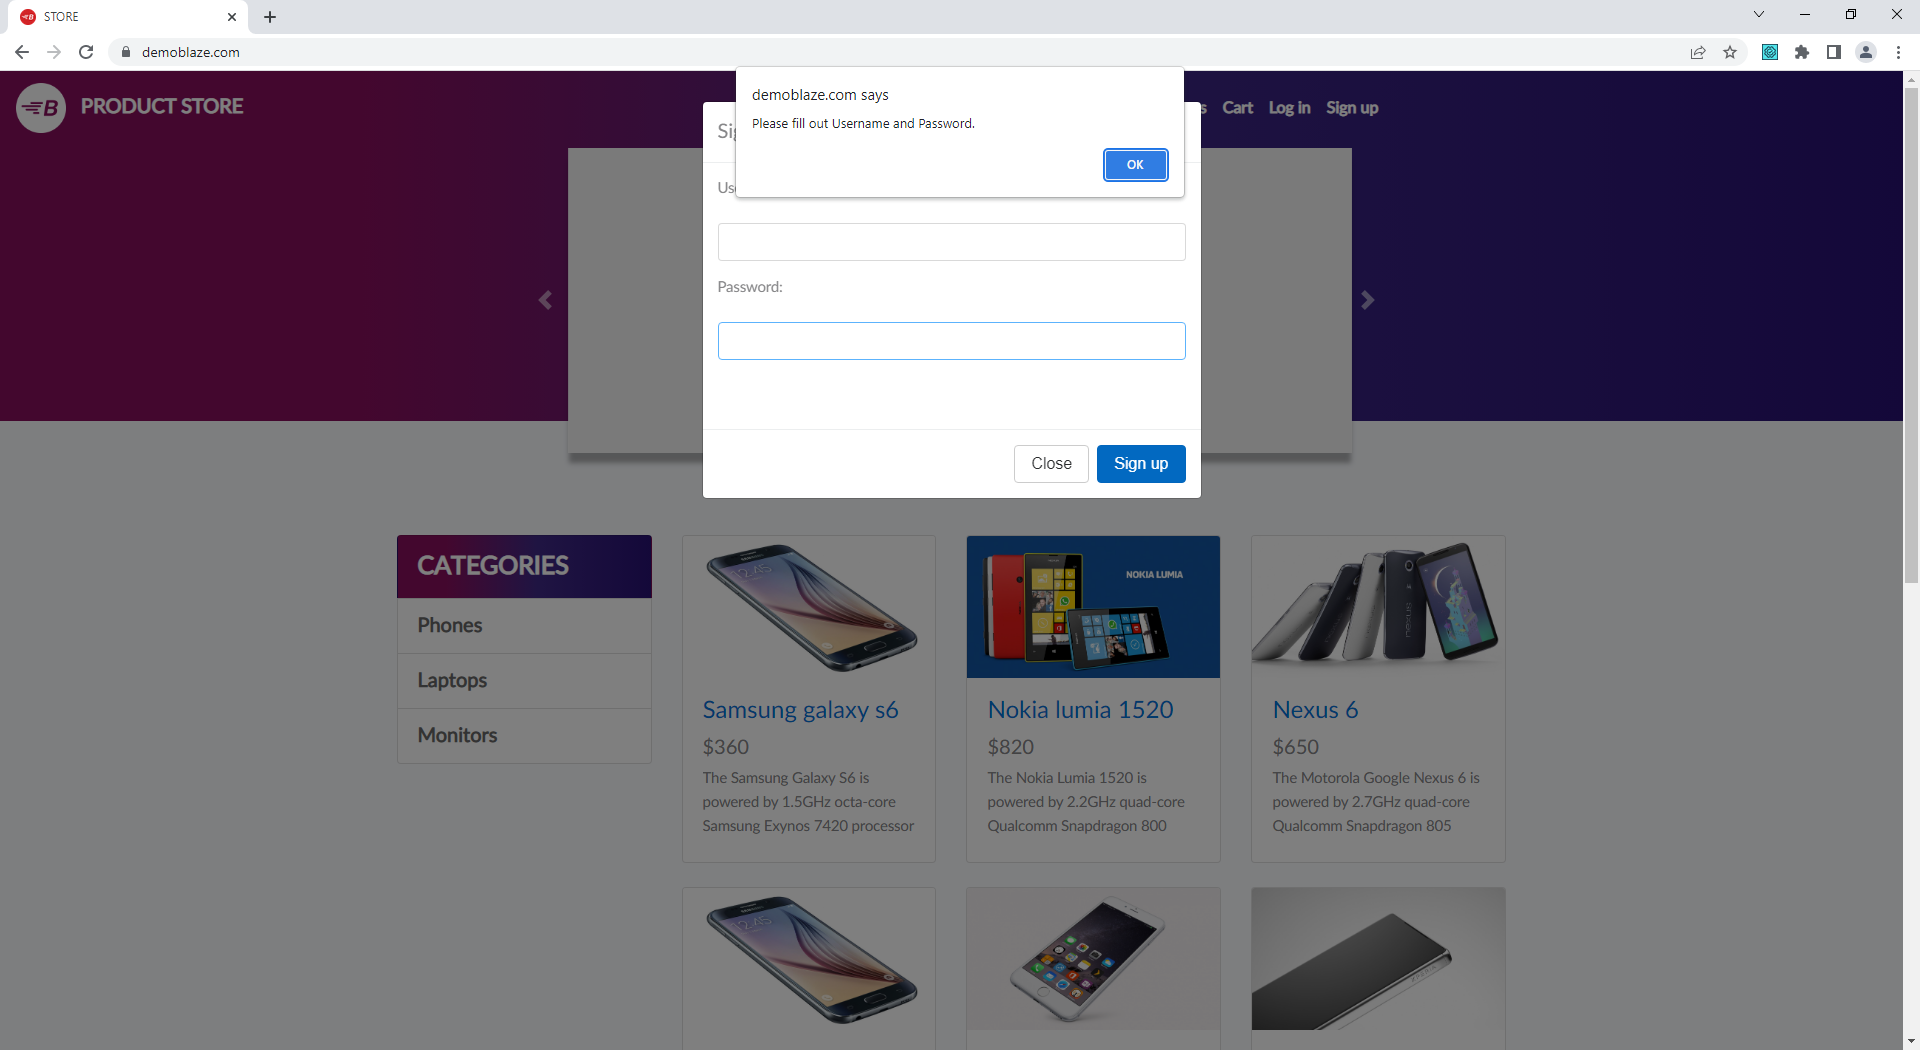 STORE
demoblaze.com
PRODUCT STORE
Cart
Log in
Sign up
demoblaze.com says
Please fill out Username and Password.
OK
Password:
Close
Sign up
CATEGORIES
Phones
Laptops
Monitors
NOKIA LUMIA
Samsung galaxy s6
$360
The Samsung Galaxy S6 is
powered by 1.5GHz octa-core
Samsung Exynos 7420 processor
Nokia lumia 1520
$820
The Nokia Lumia 1520 is
powered by 2.2GHz quad-core
Qualcomm Snapdragon 800
Nexus 6
$650
The Motorola Google Nexus 6 is
powered by 2.7GHz quad-core
Qualcomm Snapdragon 805